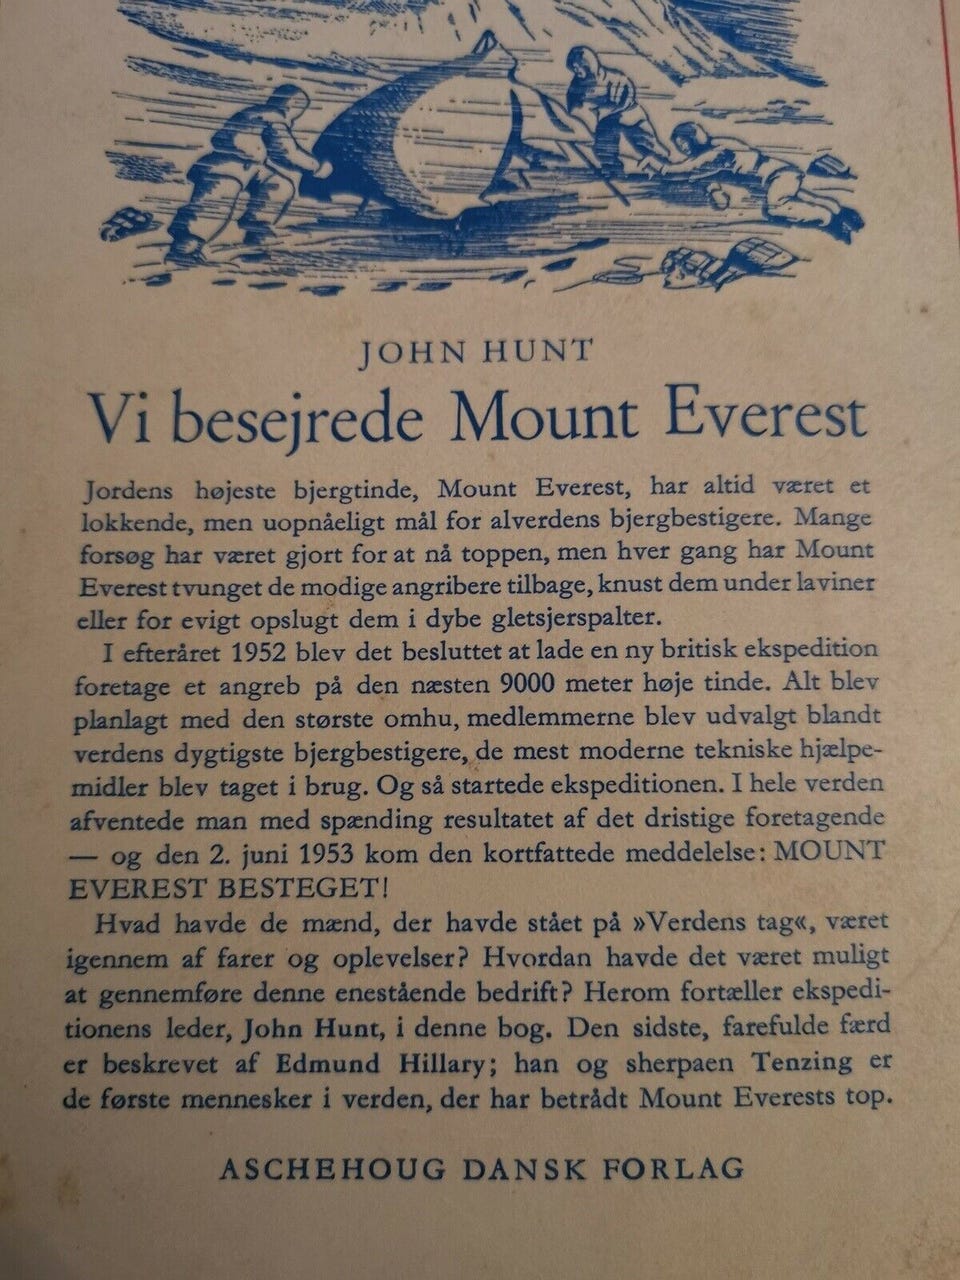 JOHN HUNT
Vi besejrede Mount Everest
Jordens højeste bjergtinde, Mount Everest, har altid været et
lokkende, men uopnåeligt mål for alverdens bjergbestigere. Mange
forsøg har været gjort for at nå toppen, men hver gang har Mount
Everest tvunget de modige angribere tilbage, knust dem under laviner
eller for evigt opslugt dem i dybe gletsjerspalter.
I efteråret 1952 blev det besluttet at lade en ny britisk ekspedition
foretage et angreb på den næsten 9000 meter høje tinde. Alt blev
planlagt med den største omhu, medlemmerne blev udvalgt blandt
verdens dygtigste bjergbestigere, de mest moderne tekniske hjælpe-
midler blev taget i brug. Og så startede ekspeditionen. I hele verden
afventede man med spænding resultatet af det dristige foretagende
— og den 2. juni 1953 kom den kortfattede meddelelse: MOUNT
EVEREST BESTEGET!
Hvad havde de mænd, der havde stået på »Verdens tag«, været
igennem af farer og oplevelser? Hvordan havde det været muligt
at gennemføre denne enestående bedrift? Herom fortæller ekspedi-
tionens leder, John Hunt, i denne bog. Den sidste, farefulde færd
er beskrevet af Edmund Hillary; han og sherpaen Tenzing er
de første mennesker i verden, der har betrådt Mount Everests top.
ASCHEHOUG DANSK FORLAG